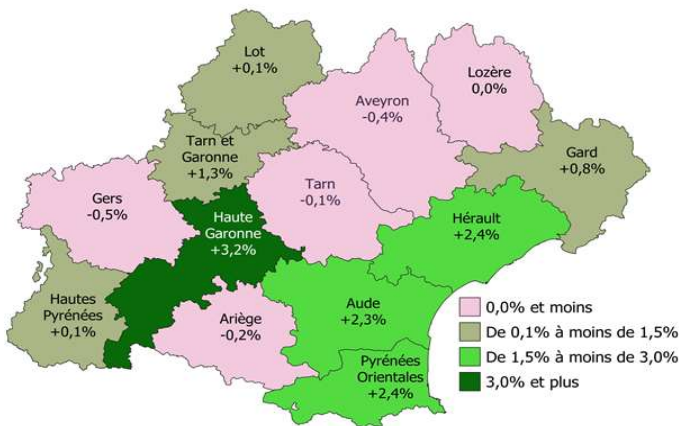 Lot
+0,1%
Aveyron
-0,4%
Lozère
0,0%
Tarn et
Garonne
+1,3%
Gard
+0,8%
Gers
-0,5%
Tarn
-0,1%
Haute
Garonne
+3,2%
Hérault
+2,4%
Hautes
Pyrénées
+0,1%
Ariège
-0,2%
Aude
+2,3%
Pyrénées
Orientales
+2,4%
0,0% et moins
De 0,1% à moins de 1,5%
De 1,5% à moins de 3,0%
3,0% et plus